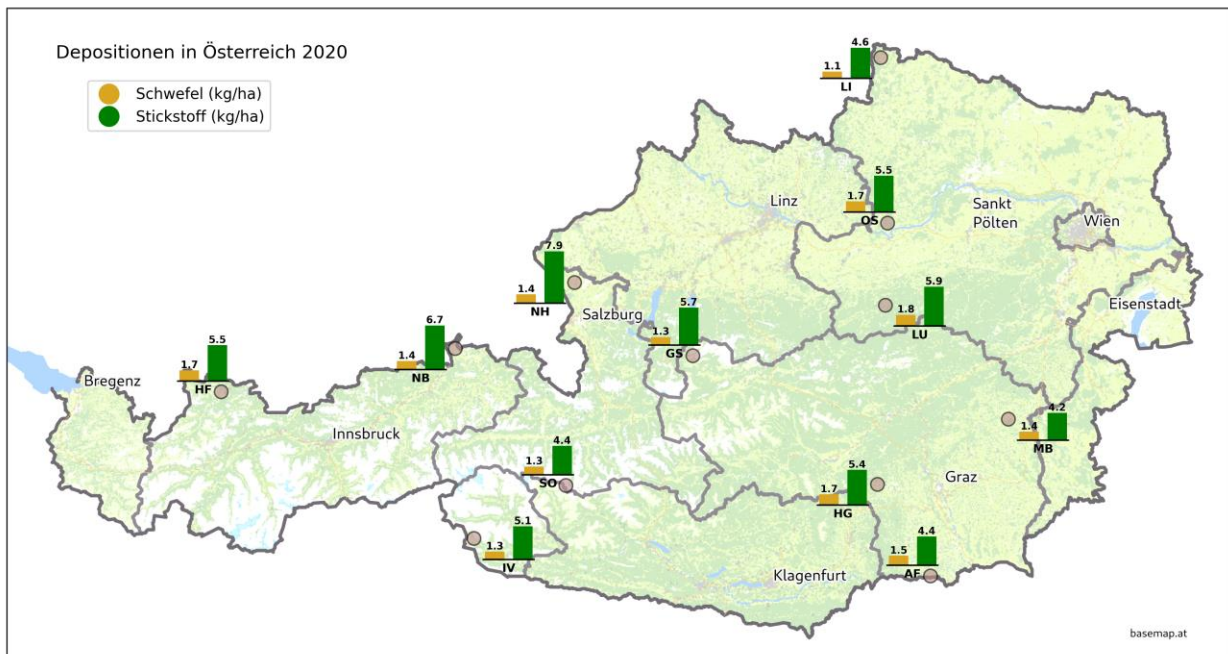 Depositionen in Österreich 2020
Schwefel (kg/ha)
Stickstoff (kg/ha)
4.6
1.1
LI
5.5
1.7
OS
Linz
Sankt
Pölten
Wien
7.9
1.4
NH
Salzburg
5.7
1.3
GS
5.9
1.8
LU
Eisenstadt
6.7
1.4
NB
5.5
1.7
HF
Bregenz
Innsbruck
4.2
1.4
MB
4.4
1.3
SO
5.4
1.7
HG
Graz
5.1
1.3
IV
4.4
1.5
AF
Klagenfurt
basemap.at